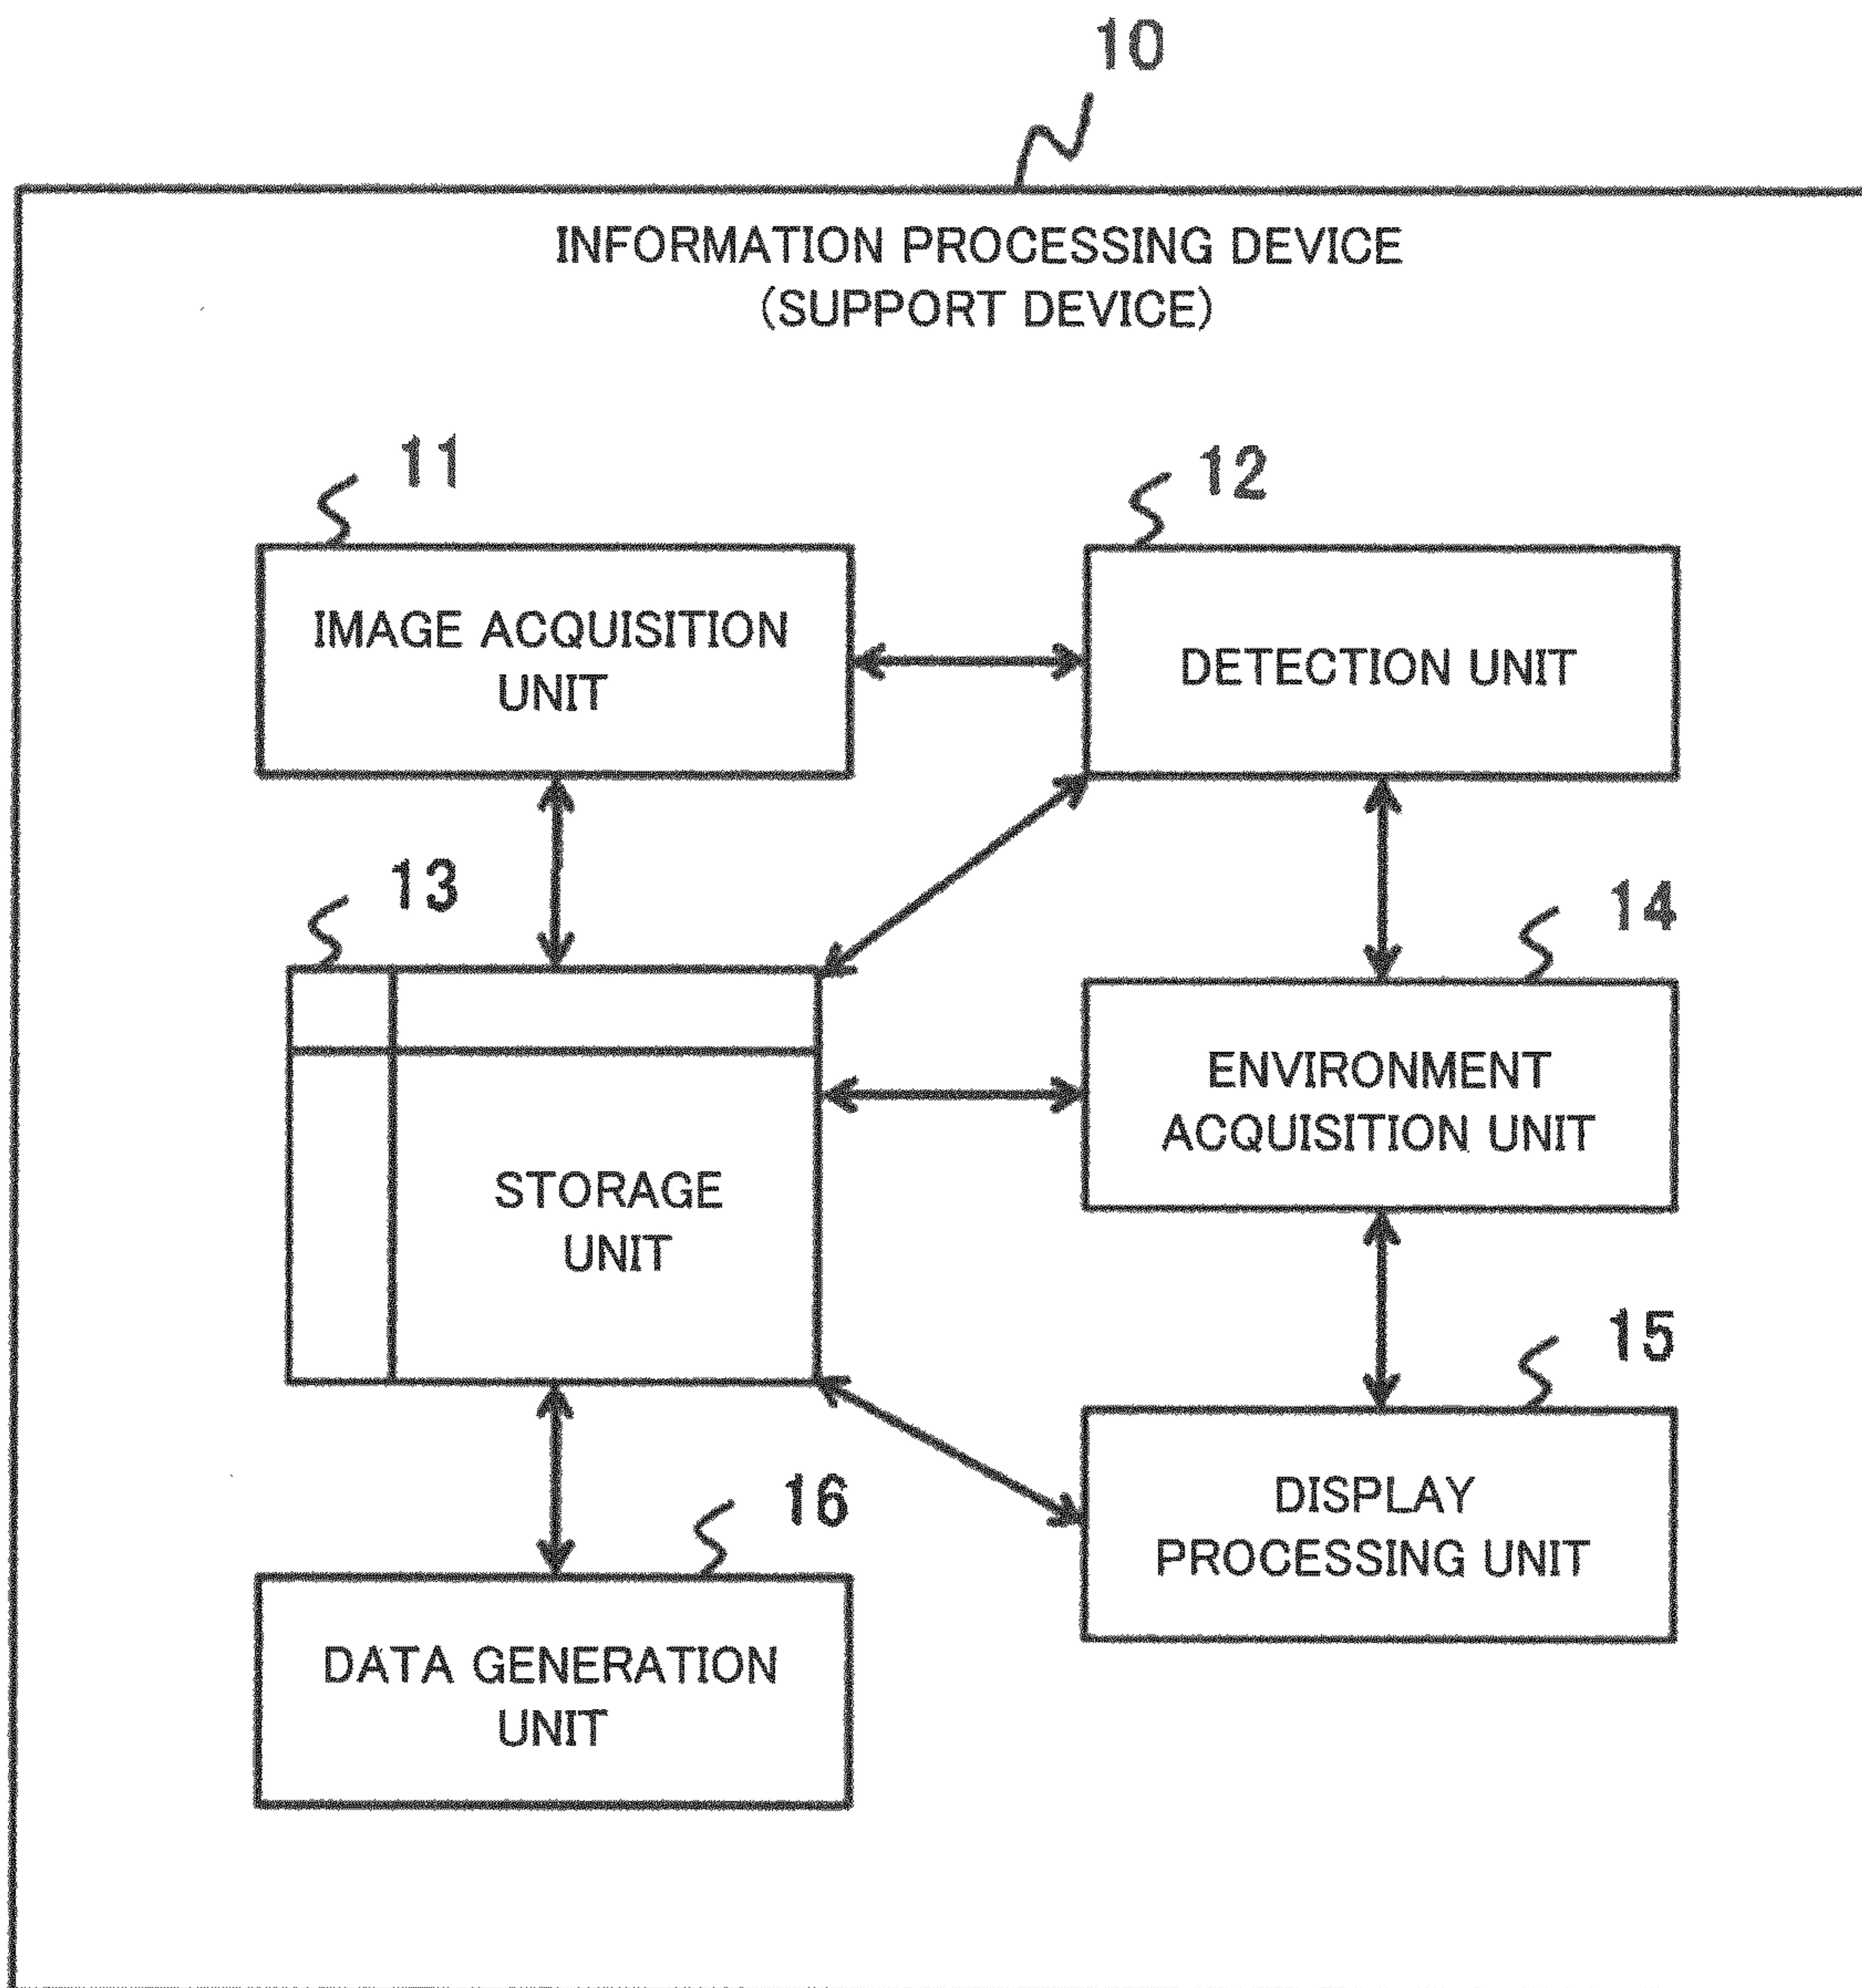 10
INFORMATION PROCESSING DEVICE
(SUPPORT DEVICE)
11
IMAGE ACQUISITION
UNIT
12
DETECTION UNIT
13
STORAGE
UNIT
14
ENVIRONMENT
ACQUISITION UNIT
15
DISPLAY
PROCESSING UNIT
16
DATA GENERATION
UNIT